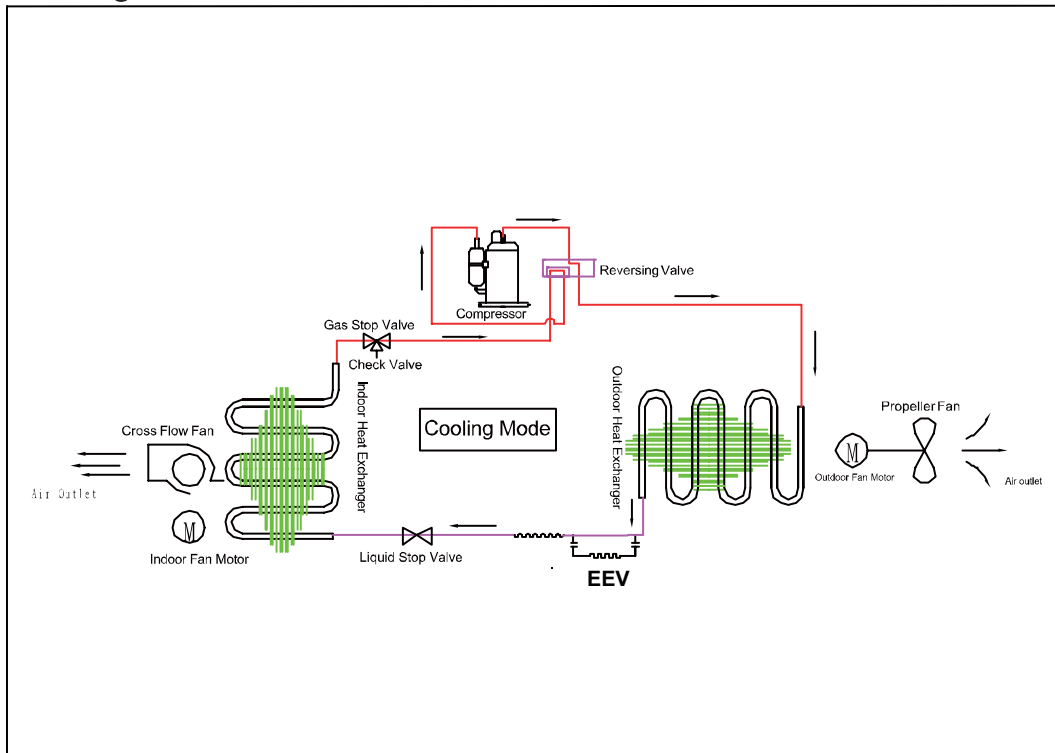 Reversing Valve
Compressor
Gas Stop Valve
Check Valve
Indoor Heat Exchanger
Outdoor Heat Exchanger
Cooling Mode
Propeller Fan
Cross Flow Fan
M
Outdoor Fan Motor
Air outlet
Air Outlet
M
Indoor Fan Motor
Liquid Stop Valve
EEV